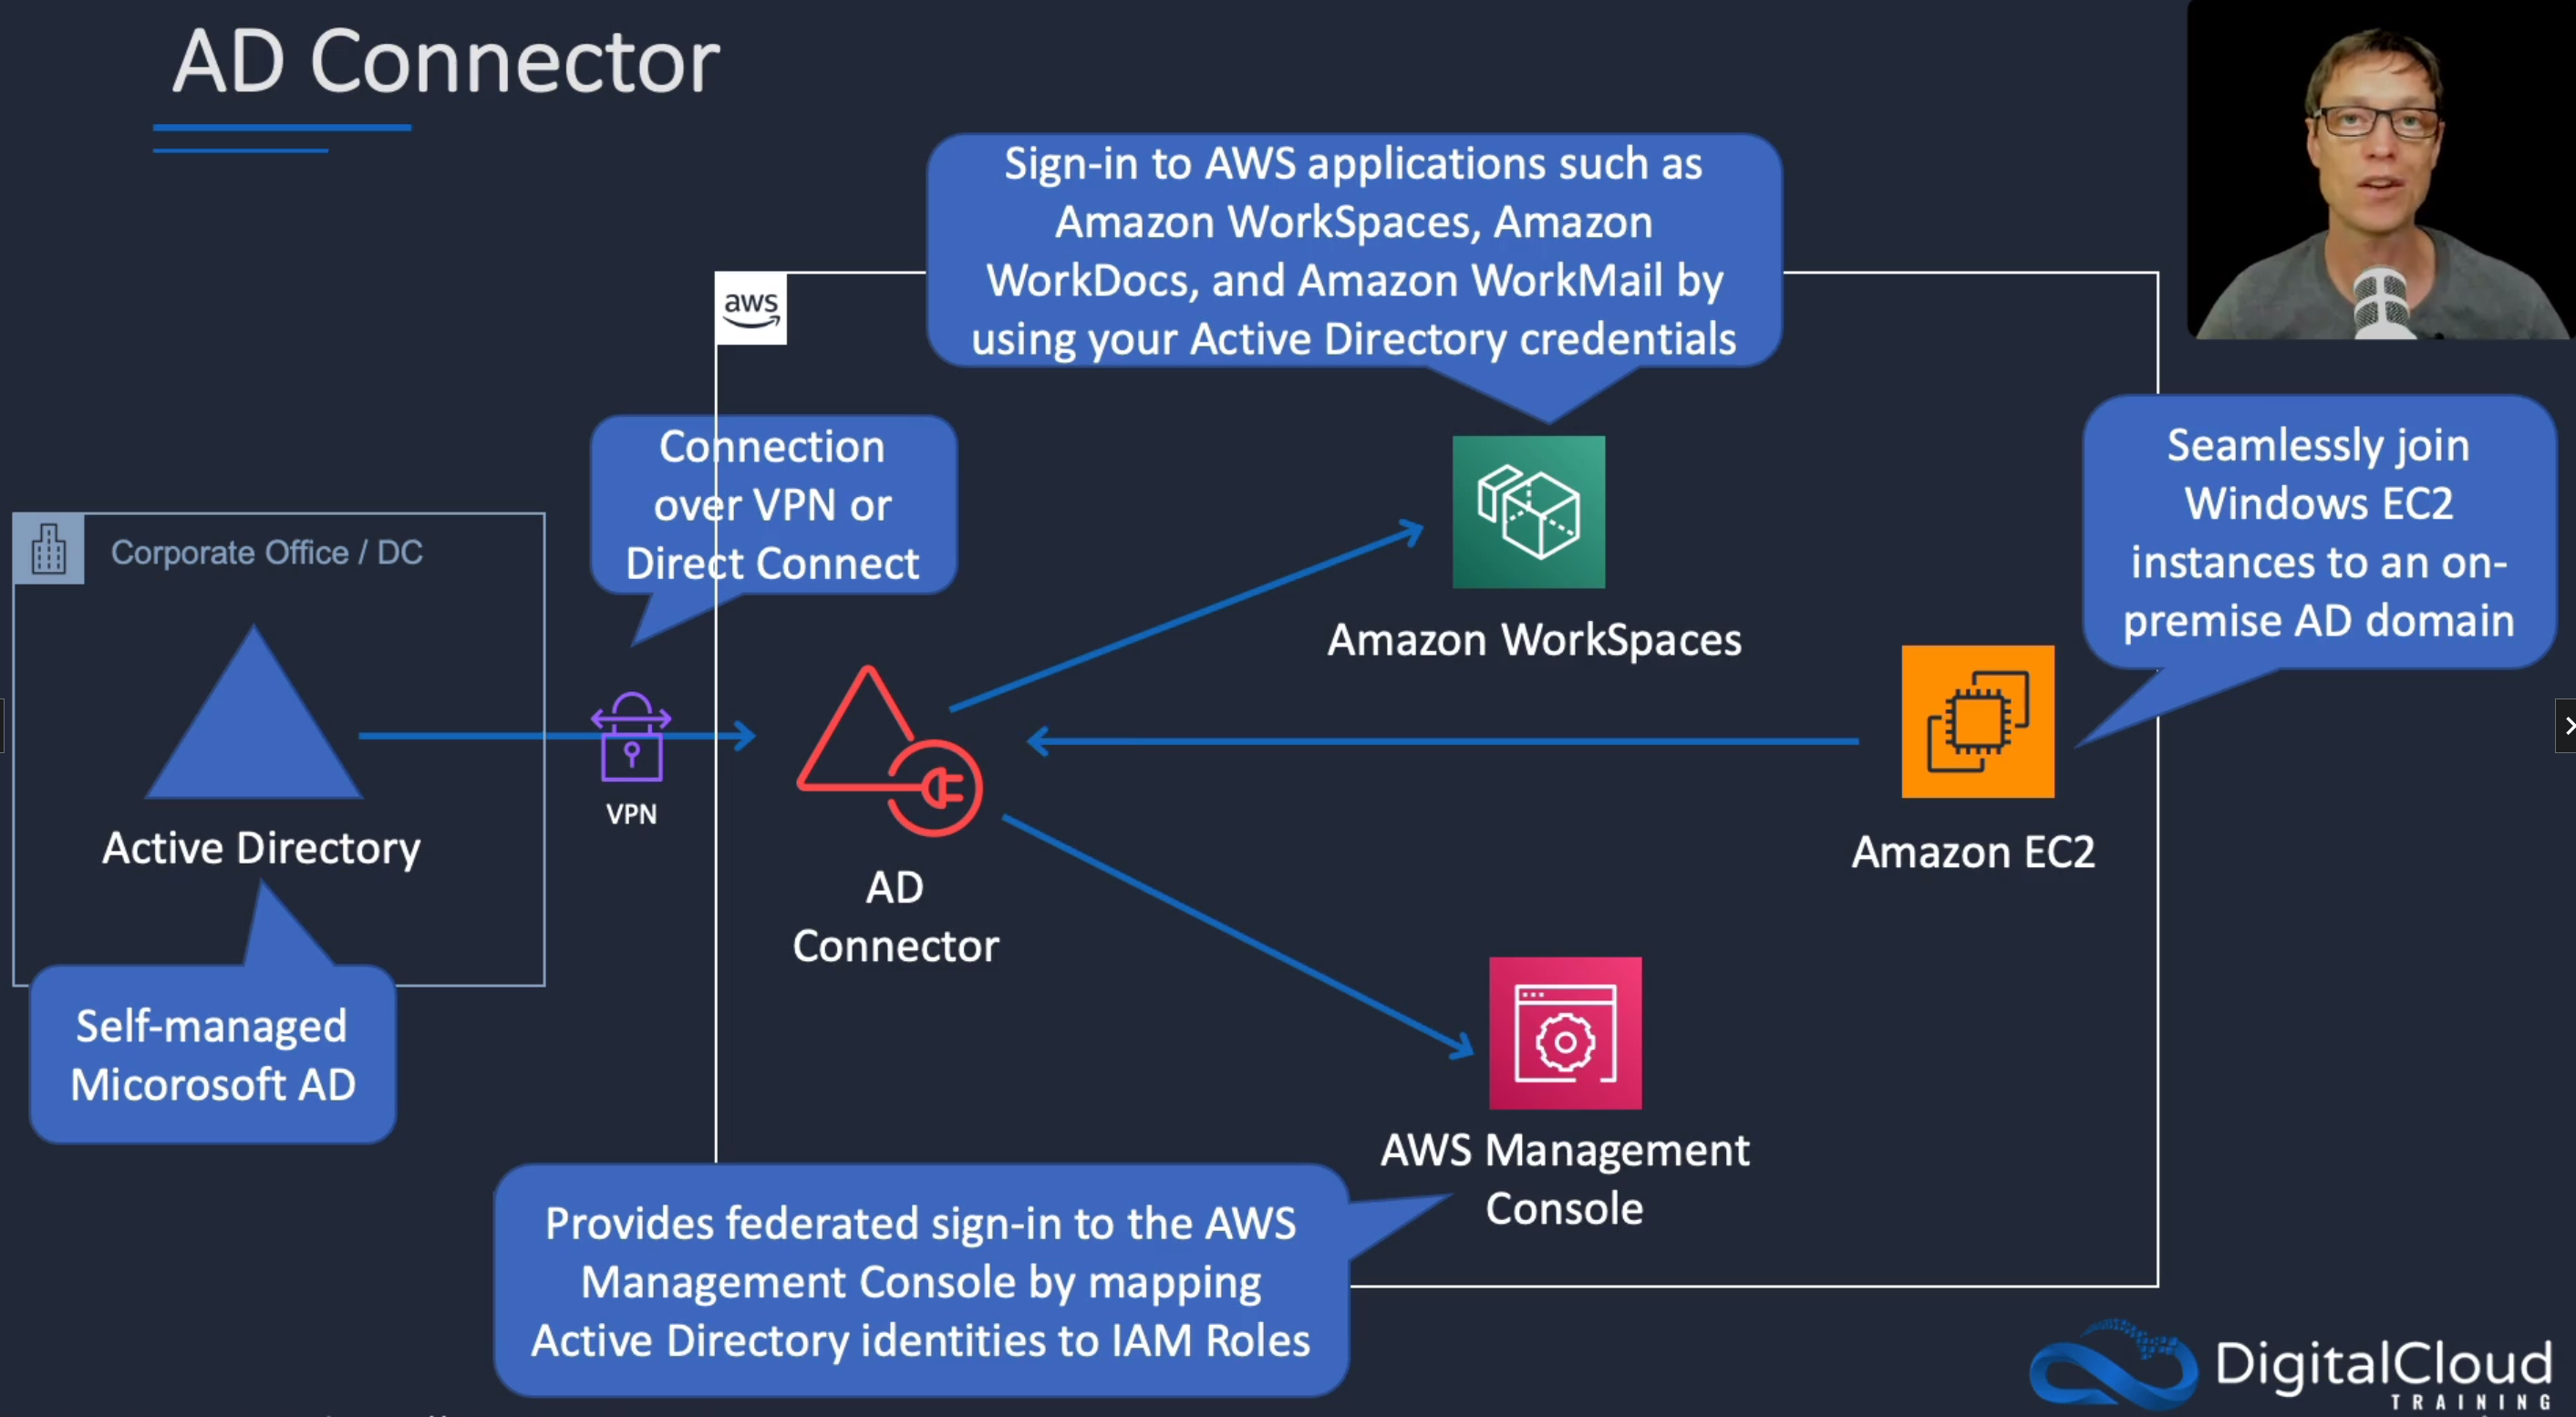 AD Connector
Sign-in to AWS applications such as
Amazon WorkSpaces, Amazon
WorkDocs, and Amazon WorkMail by
using your Active Directory credentials
aws
Connection
over VPN or
Direct Connect
Seamlessly join
Windows EC2
instances to an on-
premise AD domain
Corporate Office / DC
Amazon WorkSpaces
VPN
Active Directory
Amazon EC2
AD
Connector
Self-managed
Micorosoft AD
AWS Management
Console
Provides federated sign-in to the AWS
Management Console by mapping
Active Directory identities to IAM Roles
DigitalCloud
TRAINING